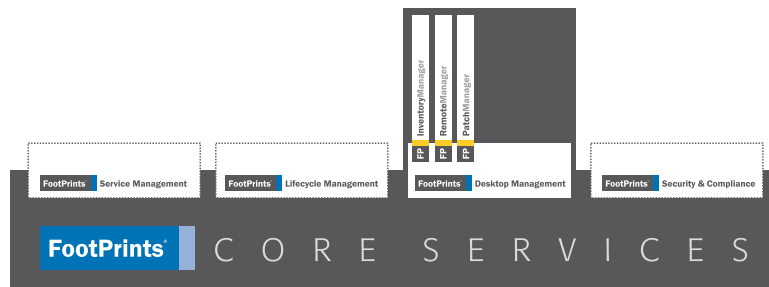 FP InventoryManager
FP RemoteManager
FP PatchManager
FootPrints Service Management
FootPrints Lifecycle Management
FootPrints Desktop Management
FootPrints Security & Compliance
FootPrints® CORE SERVICES